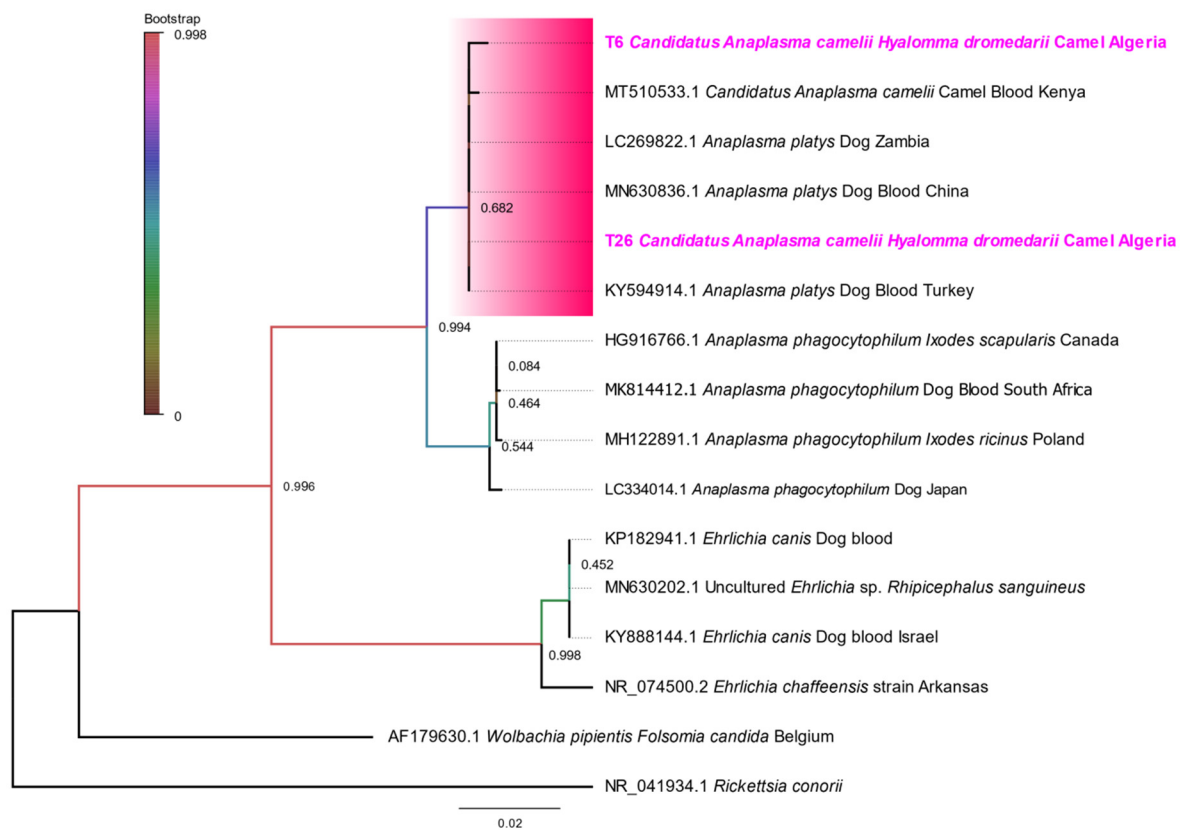 Bootstrap
0.998
T6 Candidatus Anaplasma camelii Hyalomma dromedarii Camel Algeria
MT510533.1 Candidatus Anaplasma camelii Camel Blood Kenya
LC269822.1 Anaplasma platys Dog Zambia
MN630836.1 Anaplasma platys Dog Blood China
0.682
T26 Candidatus Anaplasma camelii Hyalomma dromedarii Camel Algeria
KY594914.1 Anaplasma platys Dog Blood Turkey
0.994
HG916766.1 Anaplasma phagocytophilum Ixodes scapularis Canada
0.084
MK814412.1 Anaplasma phagocytophilum Dog Blood South Africa
0.464
0
MH122891.1 Anaplasma phagocytophilum Ixodes ricinus Poland
0.544
0.996
LC334014.1 Anaplasma phagocytophilum Dog Japan
KP182941.1 Ehrlichia canis Dog blood
0.452
MN630202.1 Uncultured Ehrlichia sp. Rhipicephalus sanguineus
KY888144.1 Ehrlichia canis Dog blood Israel
0.998
NR_074500.2 Ehrlichia chaffeensis strain Arkansas
AF179630.1 Wolbachia pipientis Folsomia candida Belgium
NR_041934.1 Rickettsia conorii
0.02